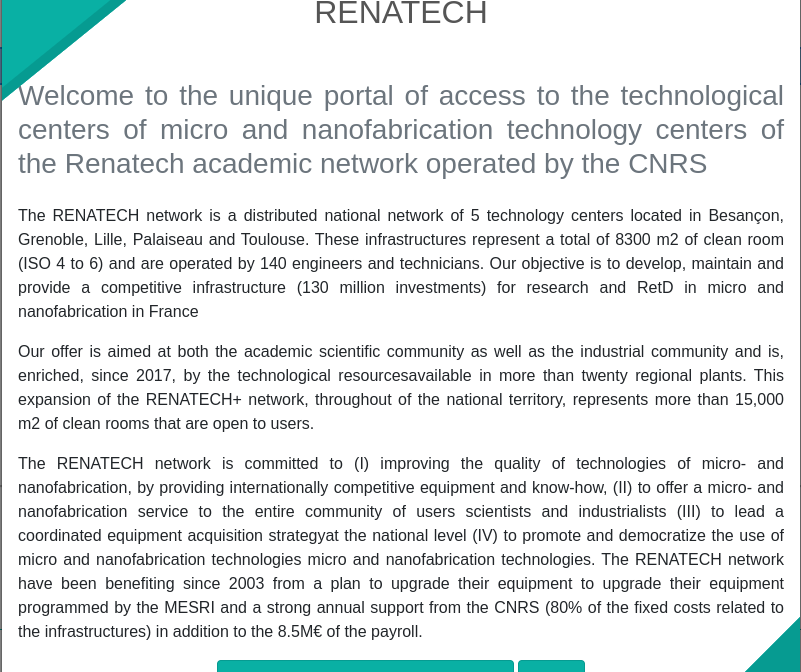 RENATECH
Welcome to the unique portal of access to the technological
centers of micro and nanofabrication technology centers of
the Renatech academic network operated by the CNRS
The RENATECH network is a distributed national network of 5 technology centers located in Besançon,
Grenoble, Lille, Palaiseau and Toulouse. These infrastructures represent a total of 8300 m2 of clean room
(ISO 4 to 6) and are operated by 140 engineers and technicians. Our objective is to develop, maintain and
provide a competitive infrastructure (130 million investments) for research and RetD in micro and
nanofabrication in France
Our offer is aimed at both the academic scientific community as well as the industrial community and is,
enriched, since 2017, by the technological resourcesavailable in more than twenty regional plants. This
expansion of the RENATECH+ network, throughout of the national territory, represents more than 15,000
m2 of clean rooms that are open to users.
The RENATECH network is committed to (I) improving the quality of technologies of micro- and
nanofabrication, by providing internationally competitive equipment and know-how, (II) to offer a micro- and
nanofabrication service to the entire community of users scientists and industrialists (III) to lead a
coordinated equipment acquisition strategyat the national level (IV) to promote and democratize the use of
micro and nanofabrication technologies micro and nanofabrication technologies. The RENATECH network
have been benefiting since 2003 from a plan to upgrade their equipment to upgrade their equipment
programmed by the MESRI and a strong annual support from the CNRS (80% of the fixed costs related to
the infrastructures) in addition to the 8.5M€ of the payroll.